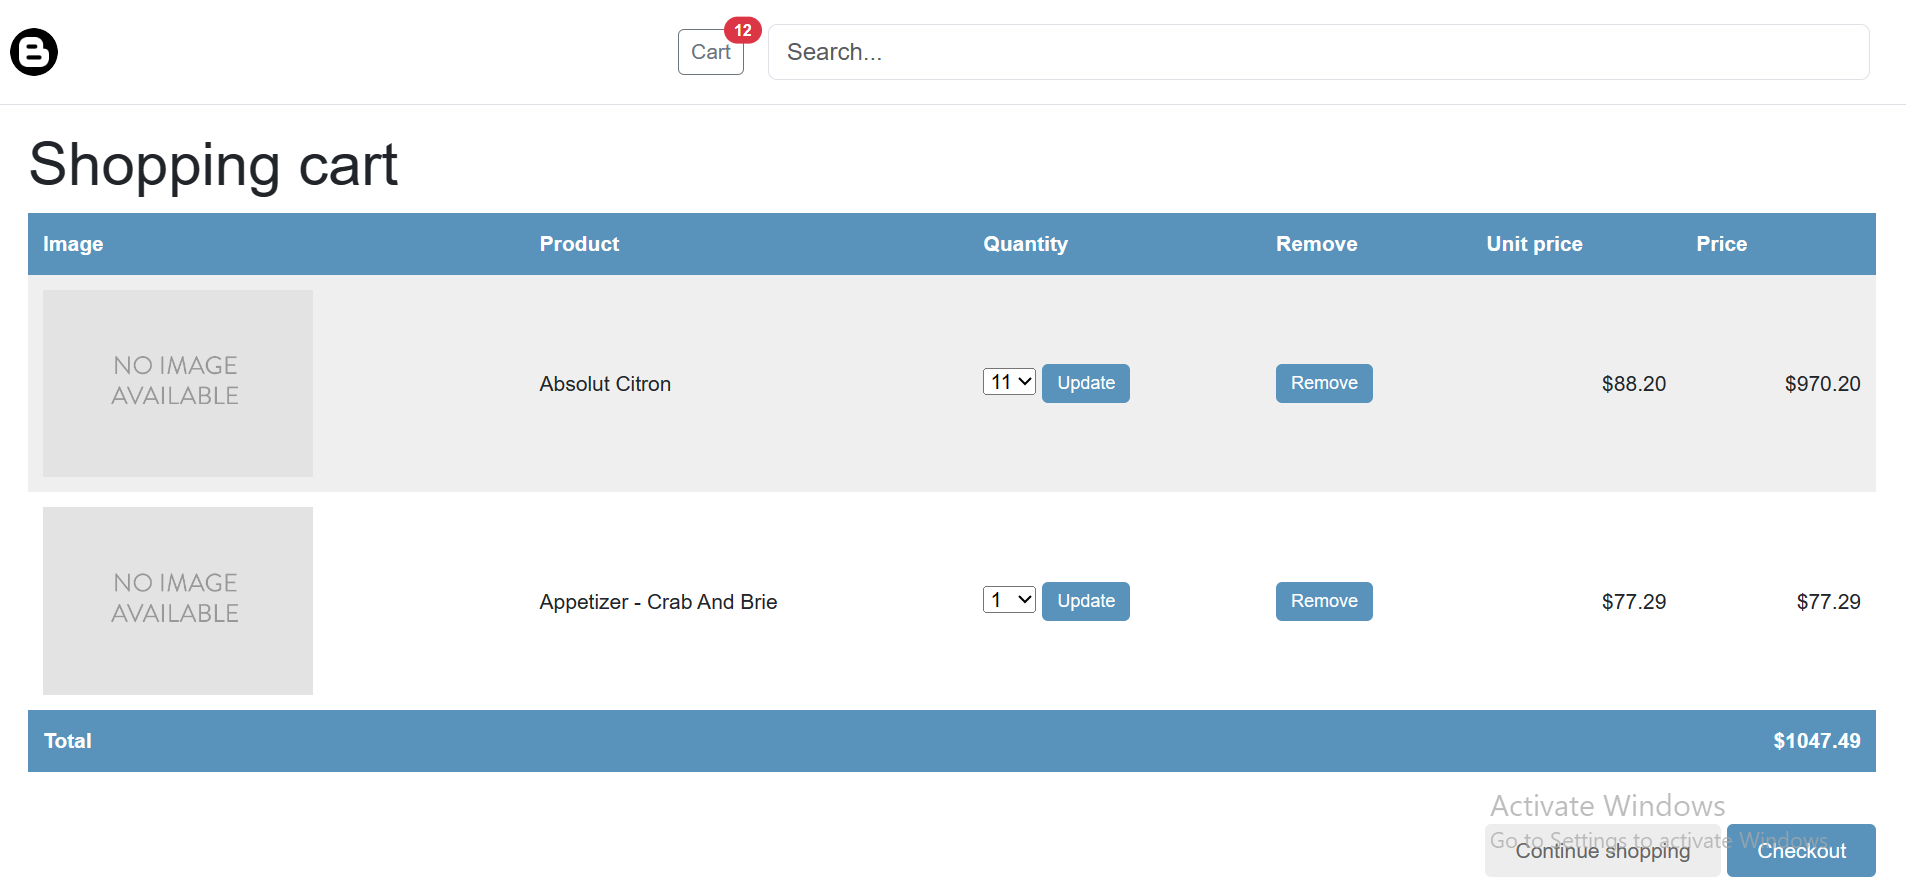 12
Cart
Search...
Shopping cart
Image Product Quantity Remove Unit price Price
NO IMAGE
AVAILABLE
Absolut Citron 11 Update Remove $88.20 $970.20
NO IMAGE
AVAILABLE
Appetizer - Crab And Brie 1 Update Remove $77.29 $77.29
Total $1047.49
Activate Windows
Go to Settings to activate Windows.
Continue shopping Checkout